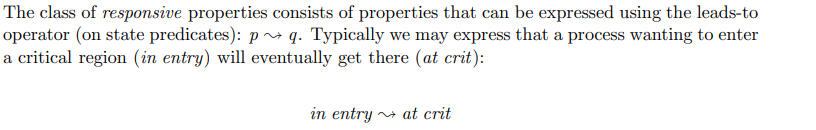 The class of responsive properties consists of properties that can be expressed using the leads-to
operator (on state predicates): p ⇝ q. Typically we may express that a process wanting to enter
a critical region (in entry) will eventually get there (at crit):
in entry ⇝ at crit